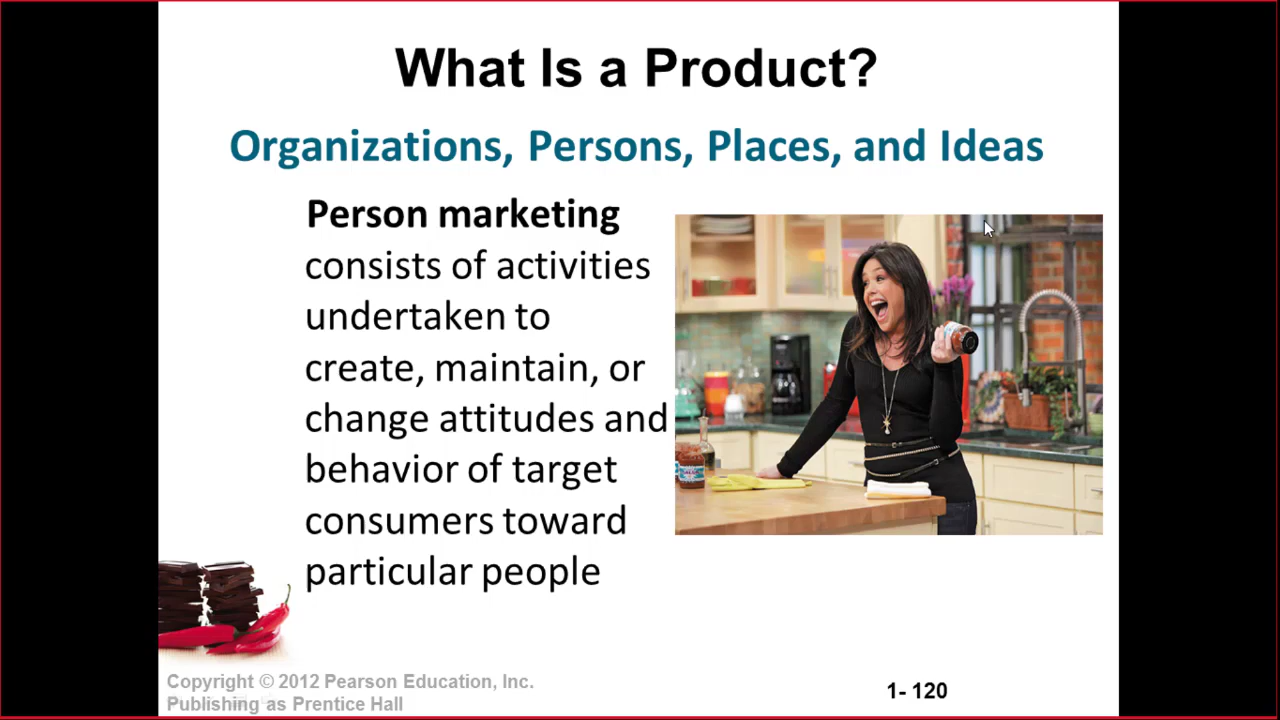 What Is a Product?
Organizations, Persons, Places, and Ideas
Person marketing
consists of activities
undertaken to
create, maintain, or
change attitudes and
behavior of target
consumers toward
particular people
Copyright © 2012 Pearson Education, Inc.
Publishing as Prentice Hall
1- 120